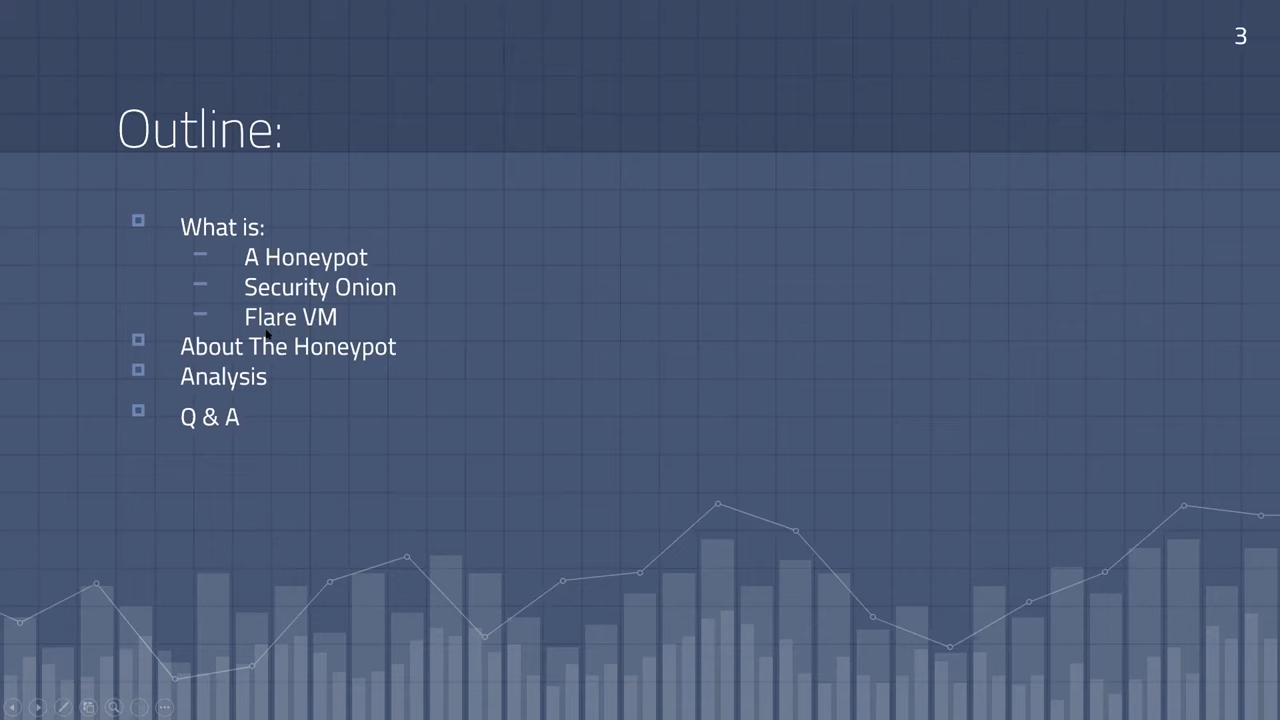 3
Outline:
What is:
A Honeypot
Security Onion
Flare VM
About The Honeypot
Analysis
Q & A